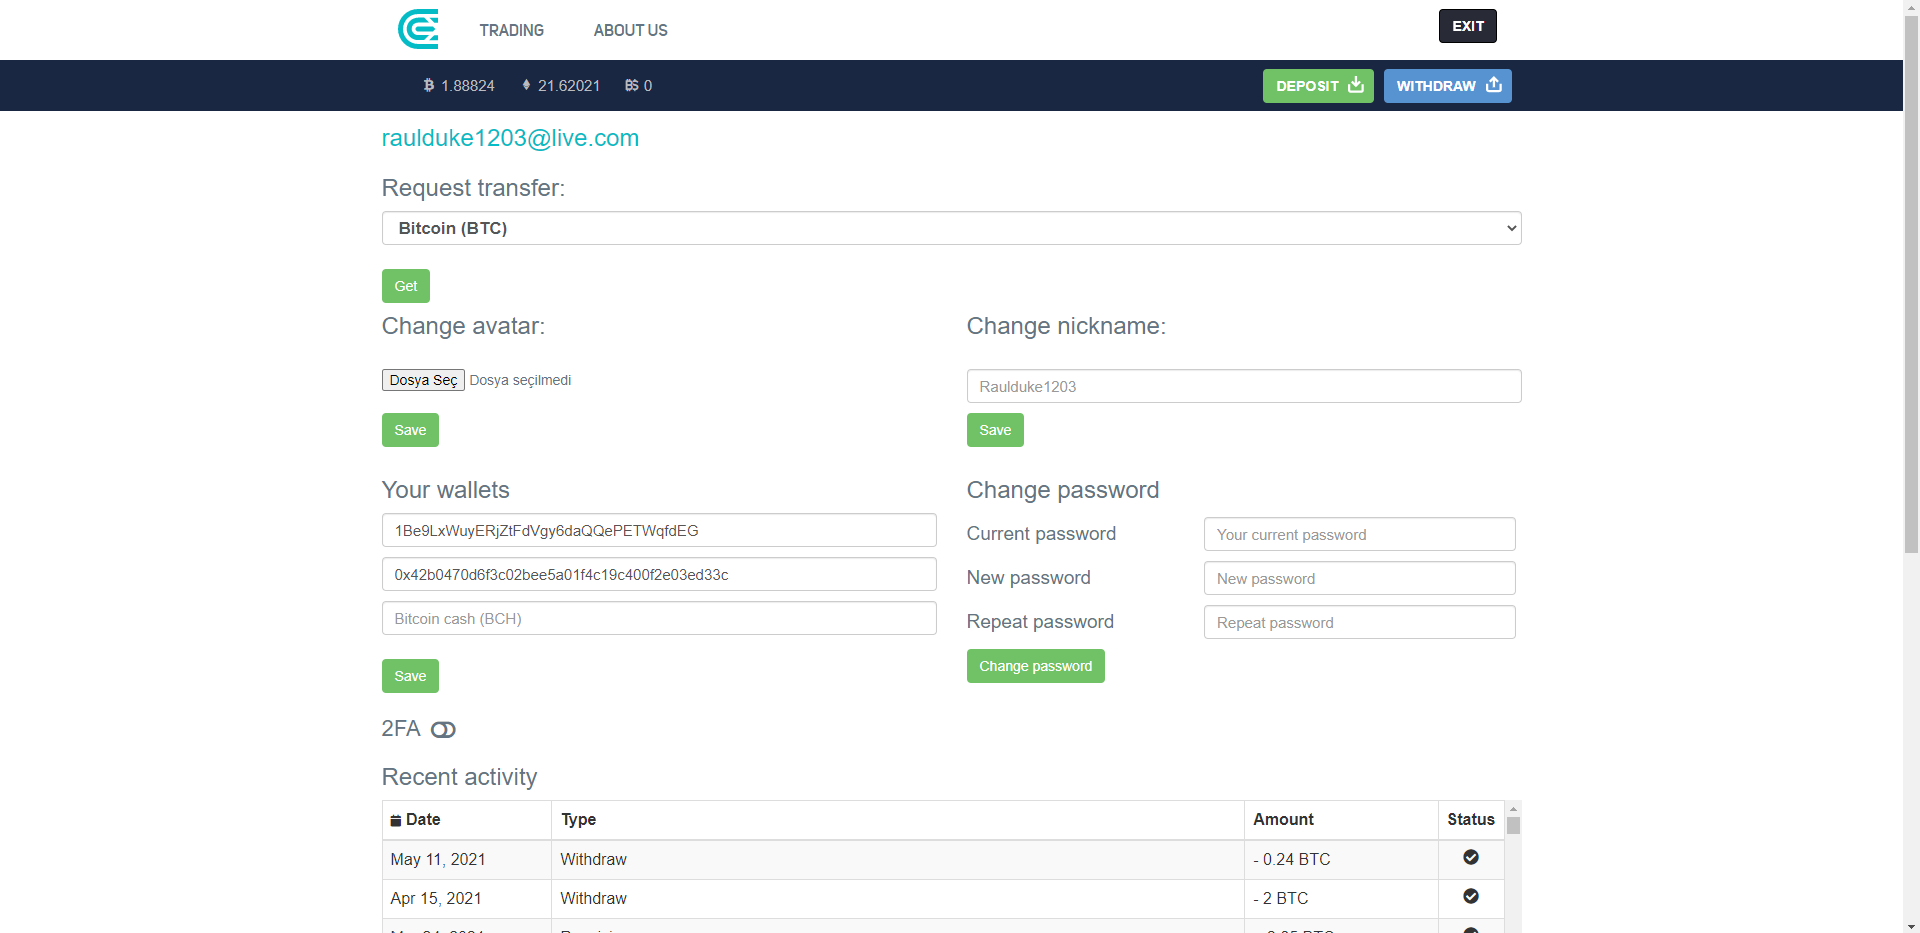 TRADING ABOUT US EXIT
1.88824 21.62021 0 DEPOSIT WITHDRAW
raulduke1203@live.com
Request transfer:
Bitcoin (BTC)
Get
Change avatar: Change nickname:
Dosya Seç Dosya seçilmedi Raulduke1203
Save Save
Your wallets Change password
1Be9LxWuyERjZtFdVgy6daQQePETWqfdEG
Current password Your current password
0x42b0470d6f3c02bee5a01f4c19c400f2e03ed33c
New password New password
Bitcoin cash (BCH)
Repeat password Repeat password
Save Change password
2FA
Recent activity
Date Type Amount Status
May 11, 2021 Withdraw - 0.24 BTC
Apr 15, 2021 Withdraw - 2 BTC